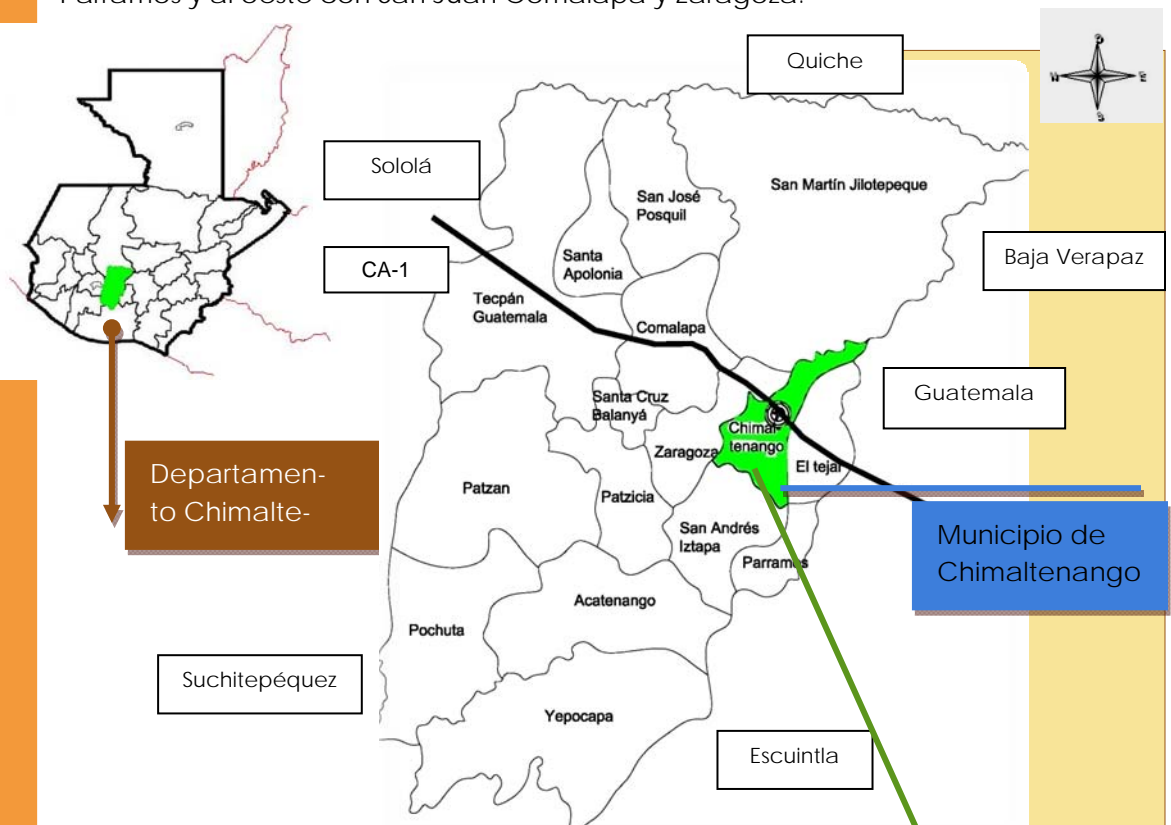 Parramos y al oeste con San Juan Comalapa y Zaragoza.
Quiche
W
E
S
Sololá
San José
Posquil
San Martín Jilotepeque
Santa
Apolonia
Baja Verapaz
CA-1
Tecpán
Guatemala
Comalapa
Santa Cruz
Balanyá
Guatemala
Chimal-
tenango
Zaragoza
El tejar
Departamen-
to Chimalte-
Patzan
Patzicia
San Andrés
Iztapa
Parramos
Municipio de
Chimaltenango
Acatenango
Pochuta
Suchitepéquez
Yepocapa
Escuintla